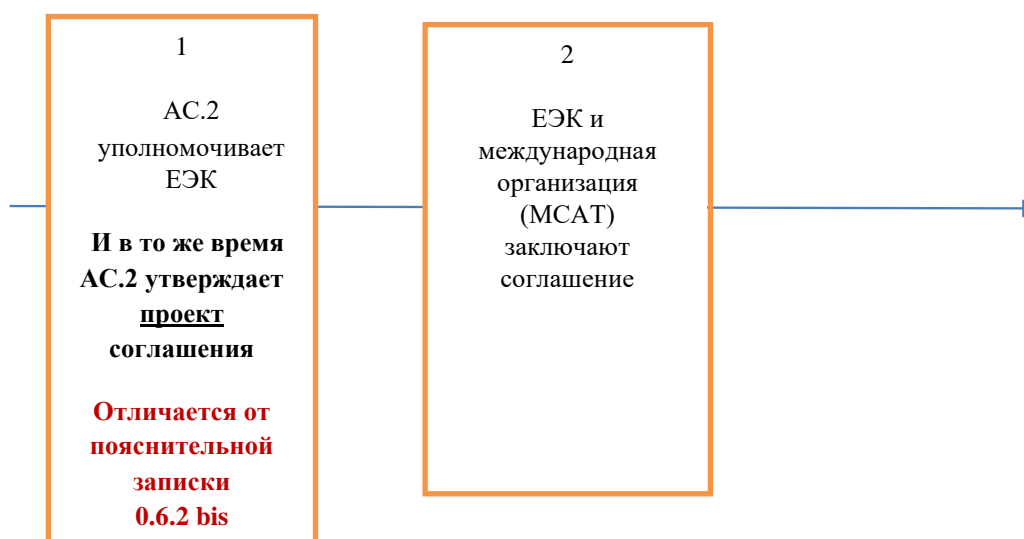 1
АС.2
уполномочивает
ЕЭК
И в то же время
АС.2 утверждает
проект
соглашения
Отличается от
пояснительной
записки
0.6.2 bis
2
ЕЭК и
международная
организация
(МСАТ)
заключают
соглашение